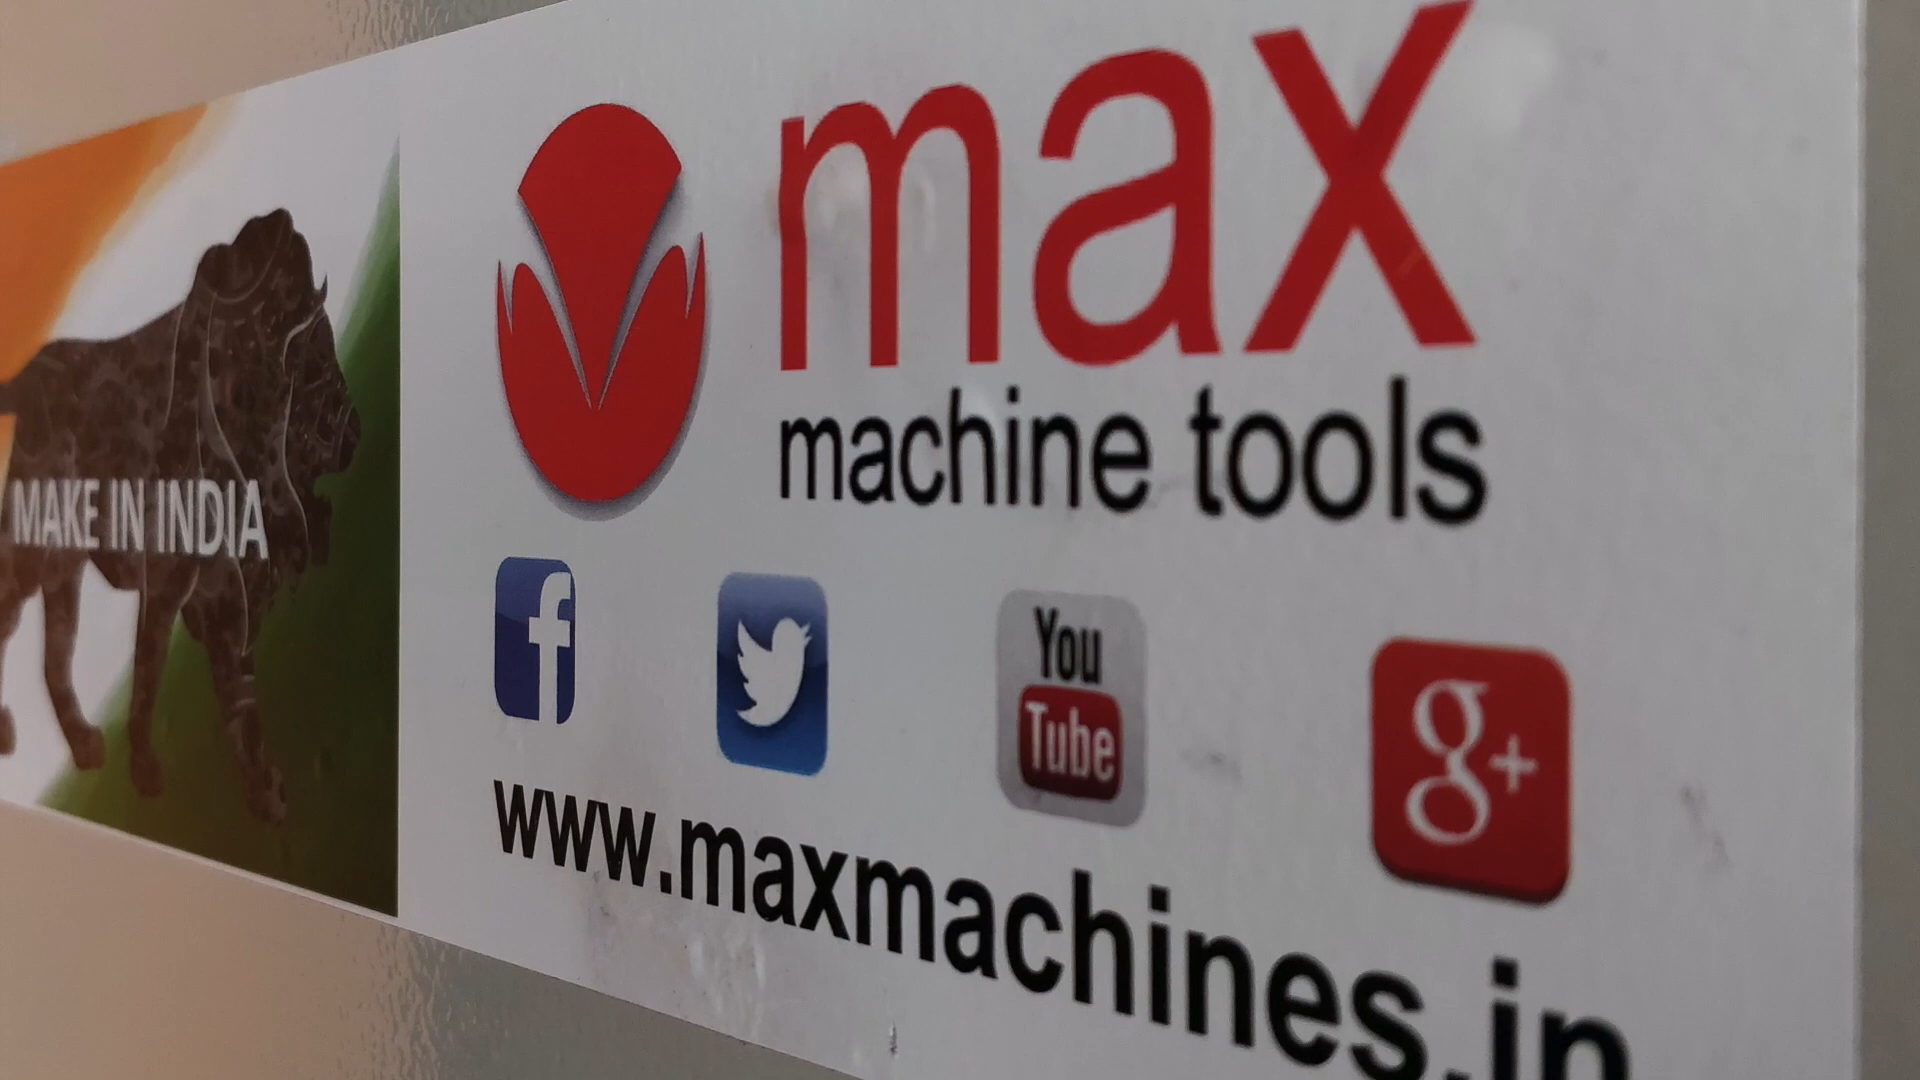 MAKE IN INDIA
max
machine tools
f
You
Tube
g+
www.maxmachines.in